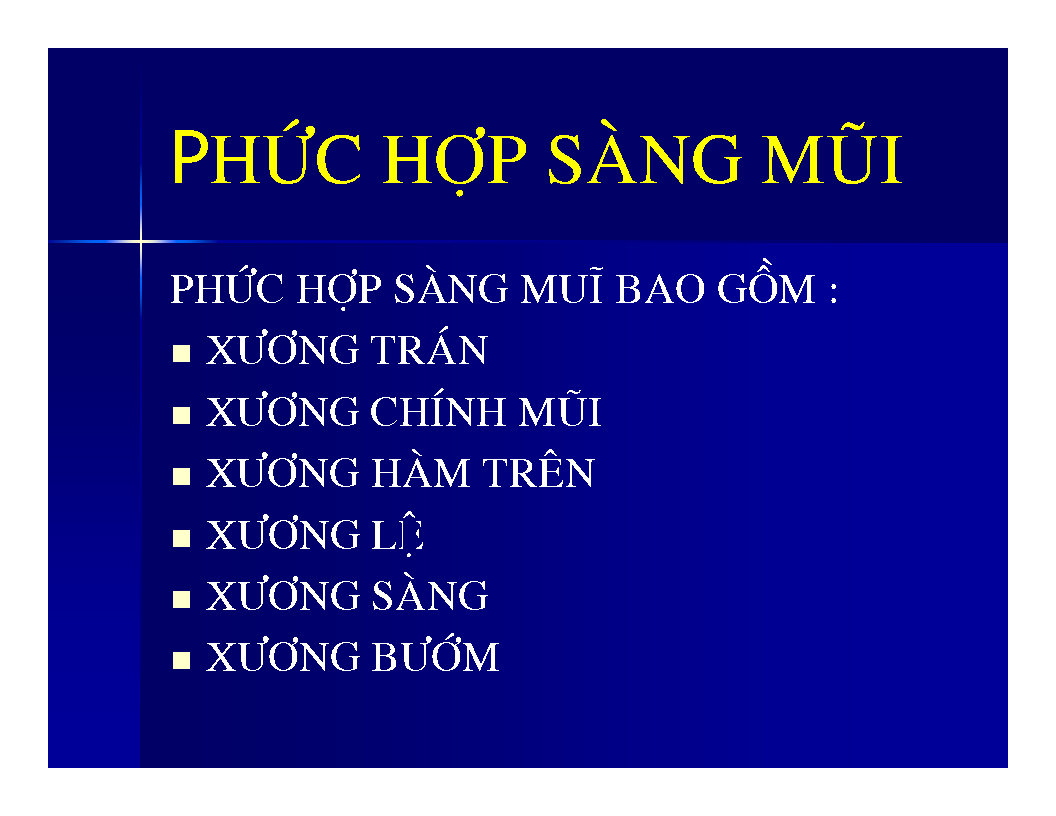 PHỨC HỢP SÀNG MŨI
PHỨC HỢP SÀNG MUĨ BAO GỒM :
XƯƠNG TRÁN
XƯƠNG CHÍNH MŨI
XƯƠNG HÀM TRÊN
XƯƠNG LỆ
XƯƠNG SÀNG
XƯƠNG BƯỚM